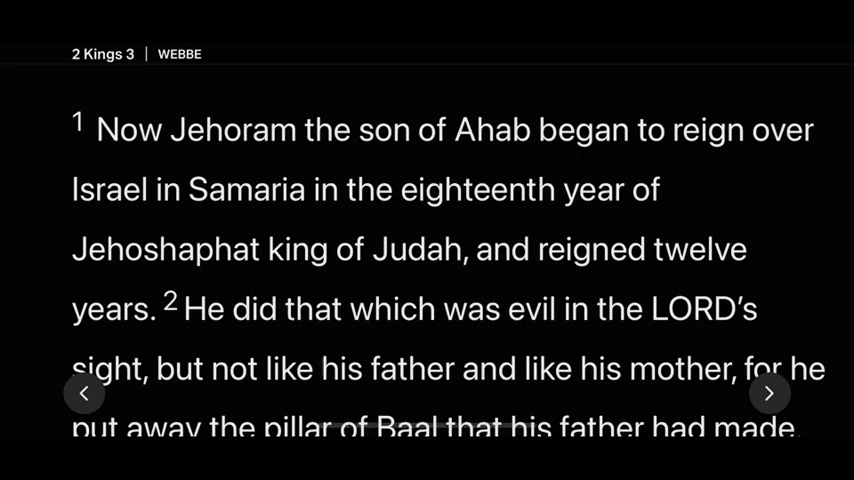 2 Kings 3 | WEBBE
1 Now Jehoram the son of Ahab began to reign over
Israel in Samaria in the eighteenth year of
Jehoshaphat king of Judah, and reigned twelve
years. 2 He did that which was evil in the LORD’s
sight, but not like his father and like his mother, for he
put away the pillar of Baal that his father had made.